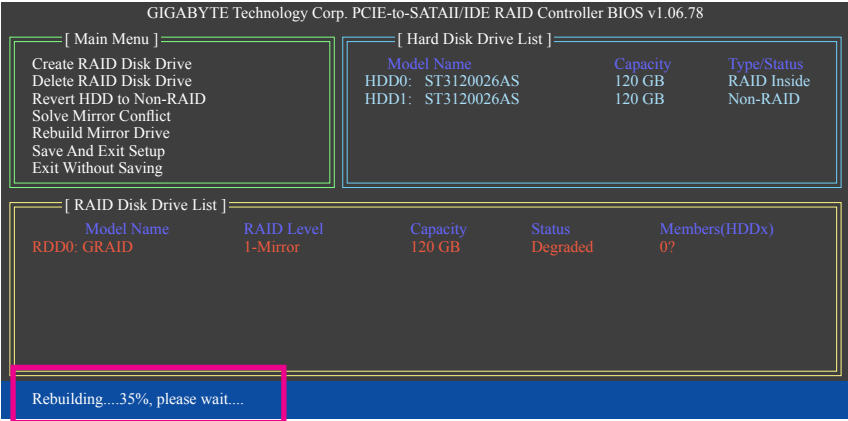 GIGABYTE Technology Corp. PCIE-to-SATAII/IDE RAID Controller BIOS v1.06.78
[ Main Menu ]
Create RAID Disk Drive
Delete RAID Disk Drive
Revert HDD to Non-RAID
Solve Mirror Conflict
Rebuild Mirror Drive
Save And Exit Setup
Exit Without Saving
[ Hard Disk Drive List ]
Model Name Capacity Type/Status
HDD0: ST3120026AS 120 GB RAID Inside
HDD1: ST3120026AS 120 GB Non-RAID
[ RAID Disk Drive List ]
Model Name RAID Level Capacity Status Members(HDDx)
RDD0: GRAID 1-Mirror 120 GB Degraded 0?
Rebuilding....35%, please wait....